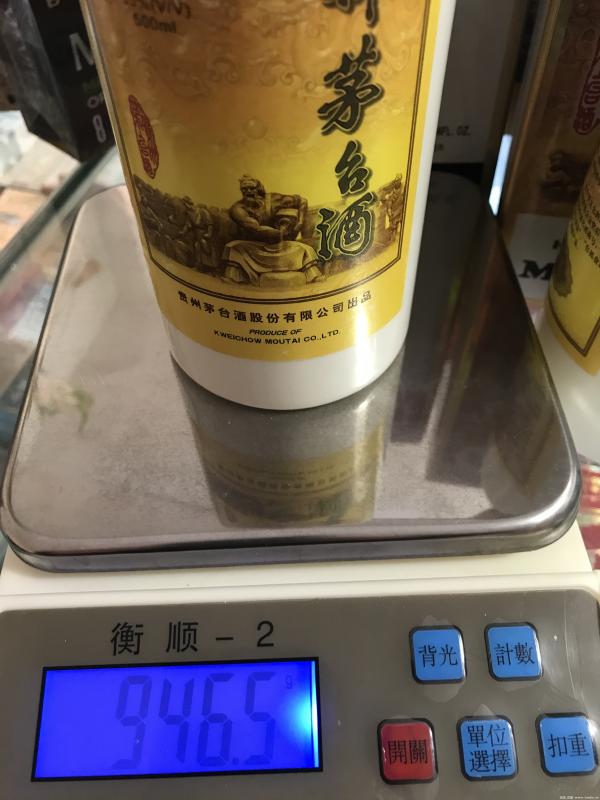 500ml
茅台酒
贵州茅台酒股份有限公司出品
PRODUCE OF
KWEICHOW MOUTAI CO.,LTD.
衡顺-2
946.5 g
背光
計數
開關
單位
選擇
扣重